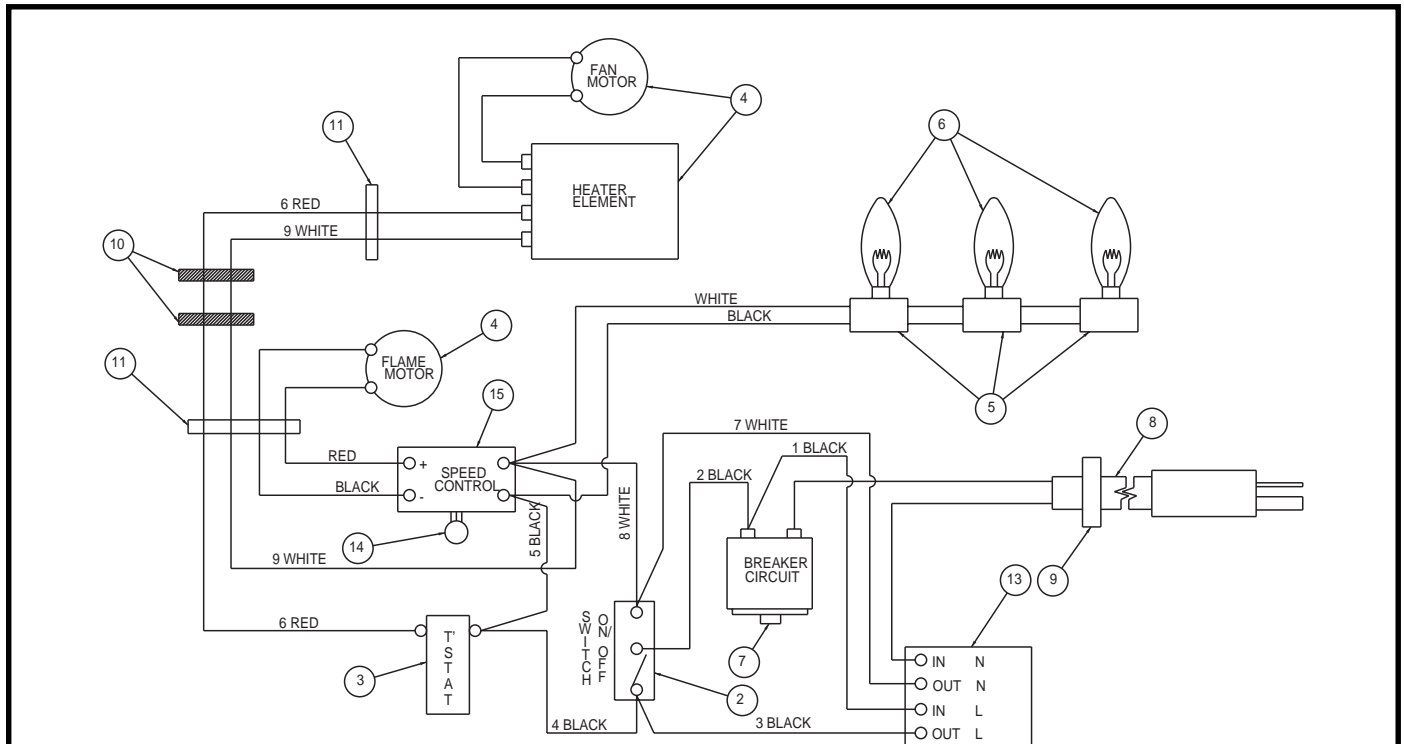 FAN
MOTOR
4
11
6
HEATER
ELEMENT
6 RED
9 WHITE
10
WHITE
BLACK
4
FLAME
MOTOR
11
15
5
8
7 WHITE
1 BLACK
2 BLACK
RED
+
SPEED
CONTROL
BLACK
-
14
5 BLACK
8 WHITE
9 WHITE
BREAKER
CIRCUIT
13
9
6 RED
T'STAT
SWITCH
ON/OFF
7
3
2
4 BLACK
3 BLACK
IN N
OUT N
IN L
OUT L